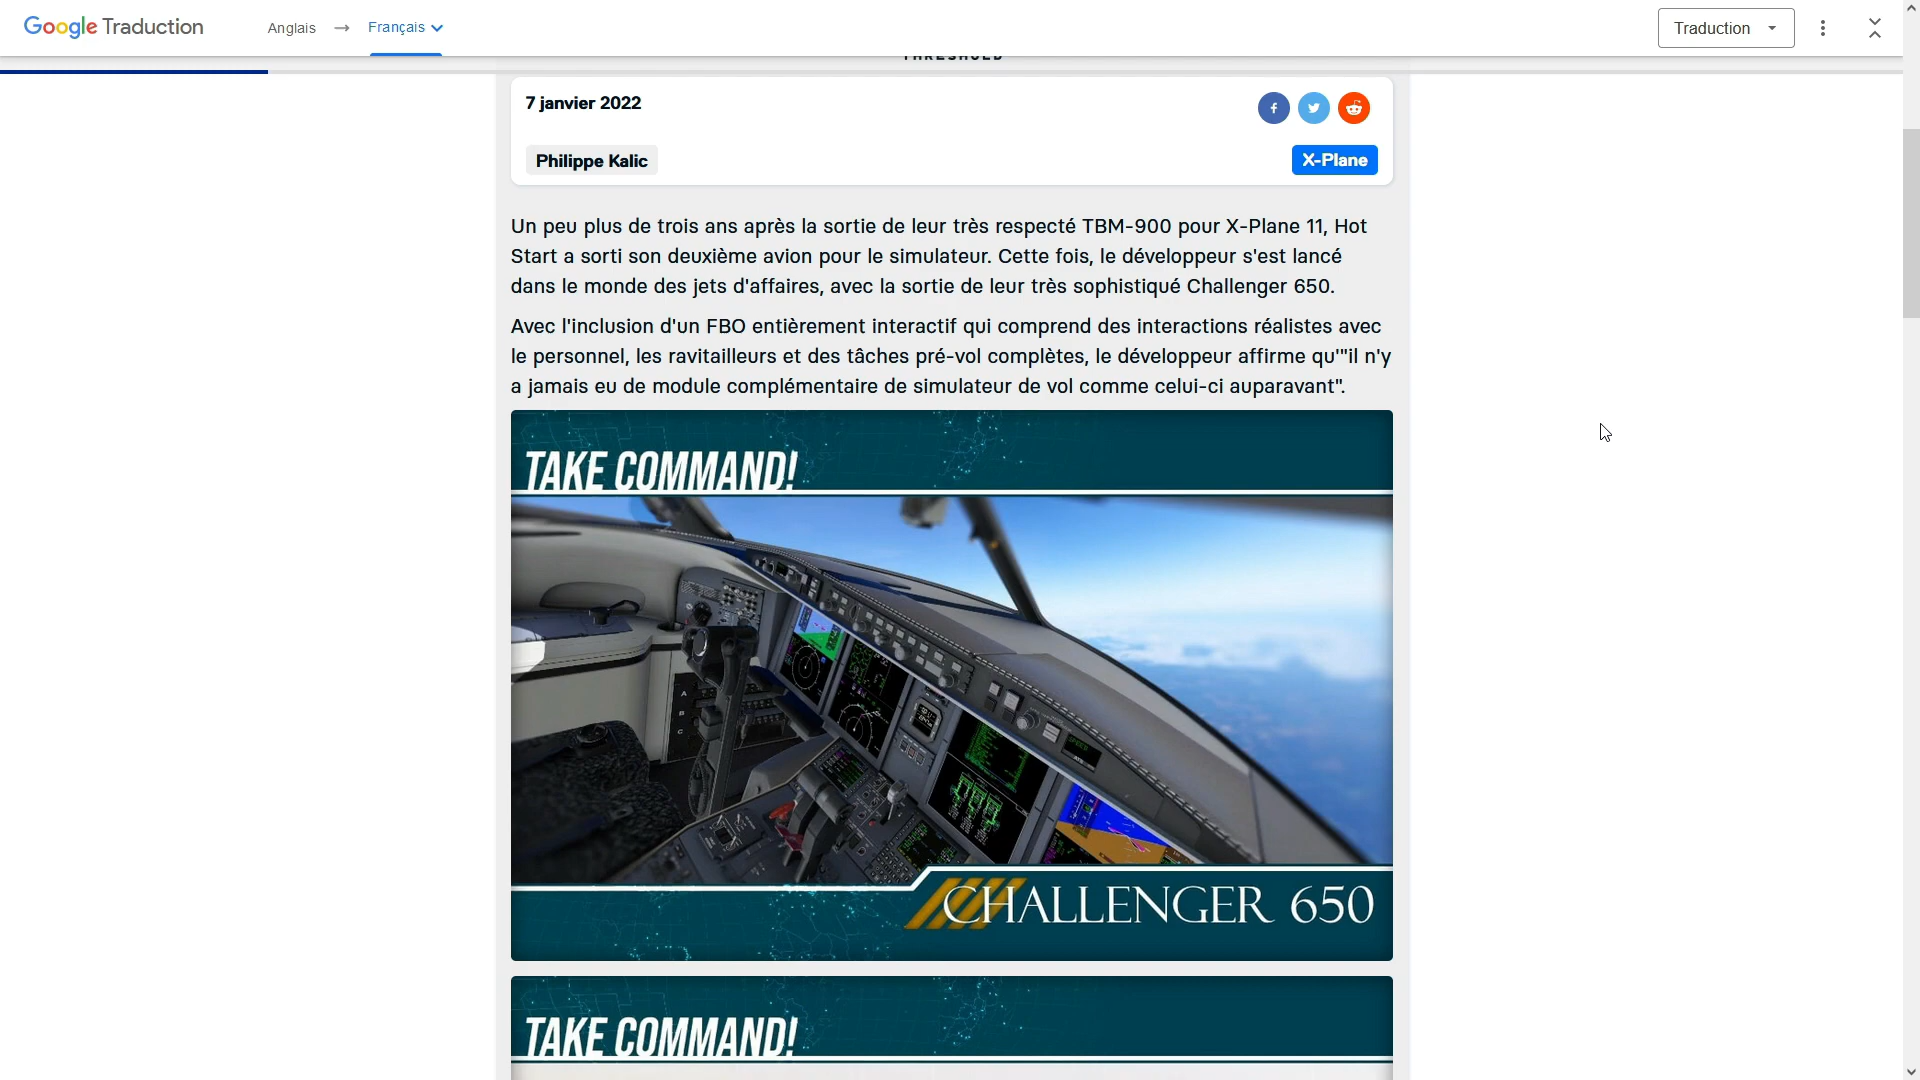 Google Traduction
Anglais → Français
Traduction
THRESHOLD
7 janvier 2022
Philippe Kalic
X-Plane
Un peu plus de trois ans après la sortie de leur très respecté TBM-900 pour X-Plane 11, Hot
Start a sorti son deuxième avion pour le simulateur. Cette fois, le développeur s'est lancé
dans le monde des jets d'affaires, avec la sortie de leur très sophistiqué Challenger 650.
Avec l'inclusion d'un FBO entièrement interactif qui comprend des interactions réalistes avec
le personnel, les ravitailleurs et des tâches pré-vol complètes, le développeur affirme qu'"il n'y
a jamais eu de module complémentaire de simulateur de vol comme celui-ci auparavant".
TAKE COMMAND!
A
B
C
CHALLENGER 650
TAKE COMMAND!